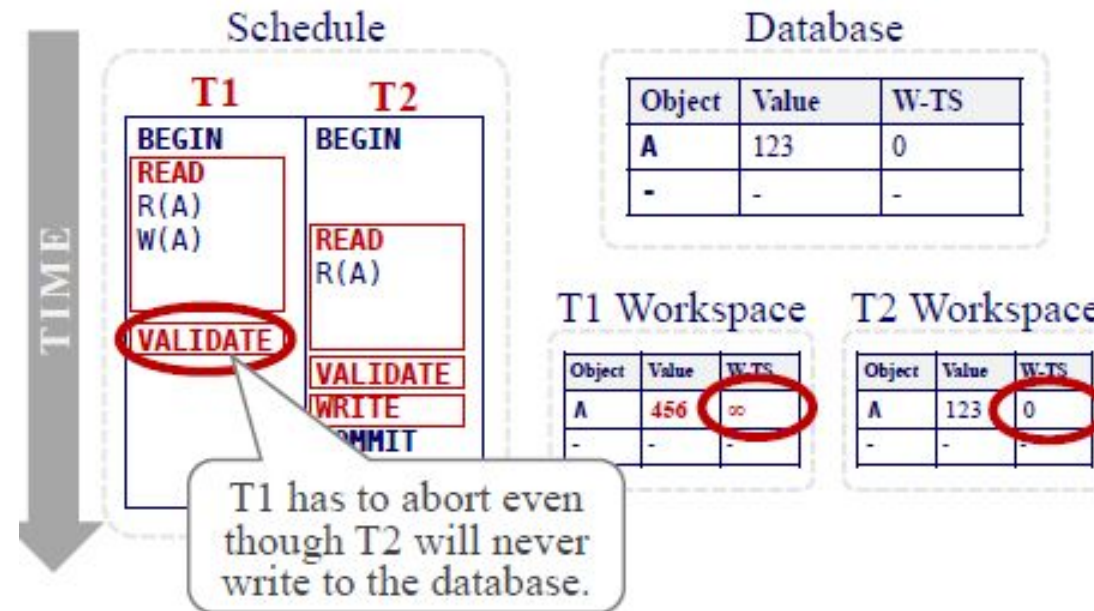 Schedule
Database
TIME
T1 T2
BEGIN BEGIN
READ
R(A)
W(A)
READ
R(A)
VALIDATE
VALIDATE
WRITE
COMMIT
T1 has to abort even
though T2 will never
write to the database.
Object Value W-TS
A 123 0
- - -
T1 Workspace
Object Value W-TS
A 456 ∞
- - -
T2 Workspace
Object Value W-TS
A 123 0
- - -